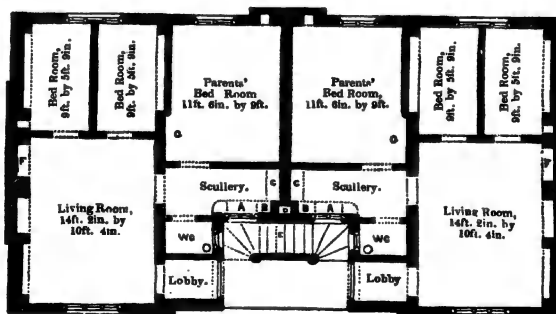 Bed Room,
9ft. by 5ft. 9in.
Bed Room,
9ft. by 5ft. 9in.
Parents'
Bed Room
11ft. 6in. by 9ft.
Parents'
Bed Room,
11ft. 6in. by 9ft.
Bed Room,
9ft. by 5ft. 9in.
Bed Room,
9ft. by 5ft. 9in.
G
G
F
F
Scullery.
C
C
Scullery.
A
B
D
B
A
Living Room,
14ft. 2in. by
10ft. 4in.
Living Room,
14ft. 2in. by
10ft. 4in.
WC
E
WC
Lobby.
Lobby